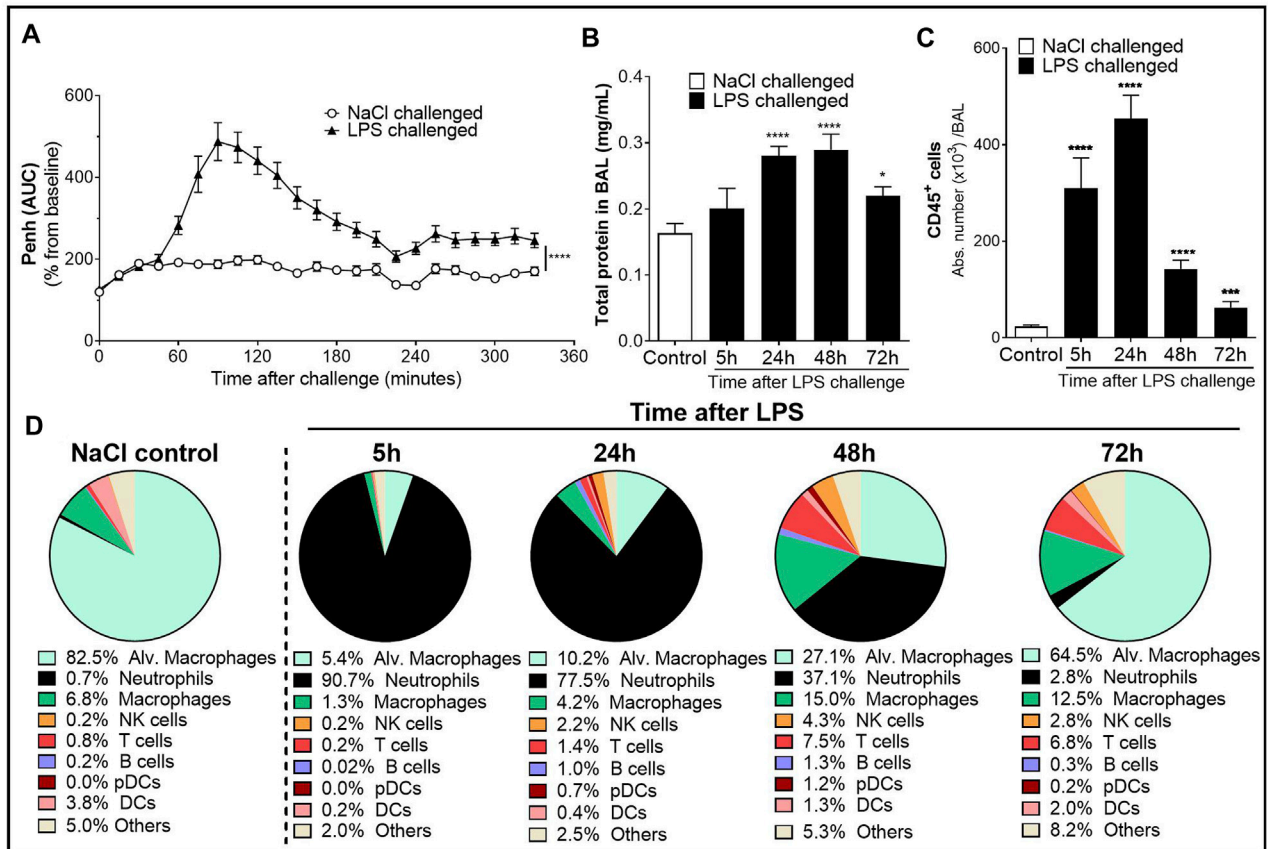 A
Penh (AUC)
(% from baseline)
600
400
200
0
NaCl challenged
LPS challenged
****
0 60 120 180 240 300 360
Time after challenge (minutes)
B
Total protein in BAL (mg/mL)
0.4
0.3
0.2
0.1
0.0
NaCl challenged
LPS challenged
**** **** *
Control 5h 24h 48h 72h
Time after LPS challenge
C
CD45+ cells
Abs. number (x10³) /BAL
600
400
200
0
NaCl challenged
LPS challenged
**** **** **** ***
Control 5h 24h 48h 72h
Time after LPS challenge
D
Time after LPS
NaCl control
82.5% Alv. Macrophages
0.7% Neutrophils
6.8% Macrophages
0.2% NK cells
0.8% T cells
0.2% B cells
0.0% pDCs
3.8% DCs
5.0% Others
5h
5.4% Alv. Macrophages
90.7% Neutrophils
1.3% Macrophages
0.2% NK cells
0.2% T cells
0.02% B cells
0.0% pDCs
0.2% DCs
2.0% Others
24h
10.2% Alv. Macrophages
77.5% Neutrophils
4.2% Macrophages
2.2% NK cells
1.4% T cells
1.0% B cells
0.7% pDCs
0.4% DCs
2.5% Others
48h
27.1% Alv. Macrophages
37.1% Neutrophils
15.0% Macrophages
4.3% NK cells
7.5% T cells
1.3% B cells
1.2% pDCs
1.3% DCs
5.3% Others
72h
64.5% Alv. Macrophages
2.8% Neutrophils
12.5% Macrophages
2.8% NK cells
6.8% T cells
0.3% B cells
0.2% pDCs
2.0% DCs
8.2% Others